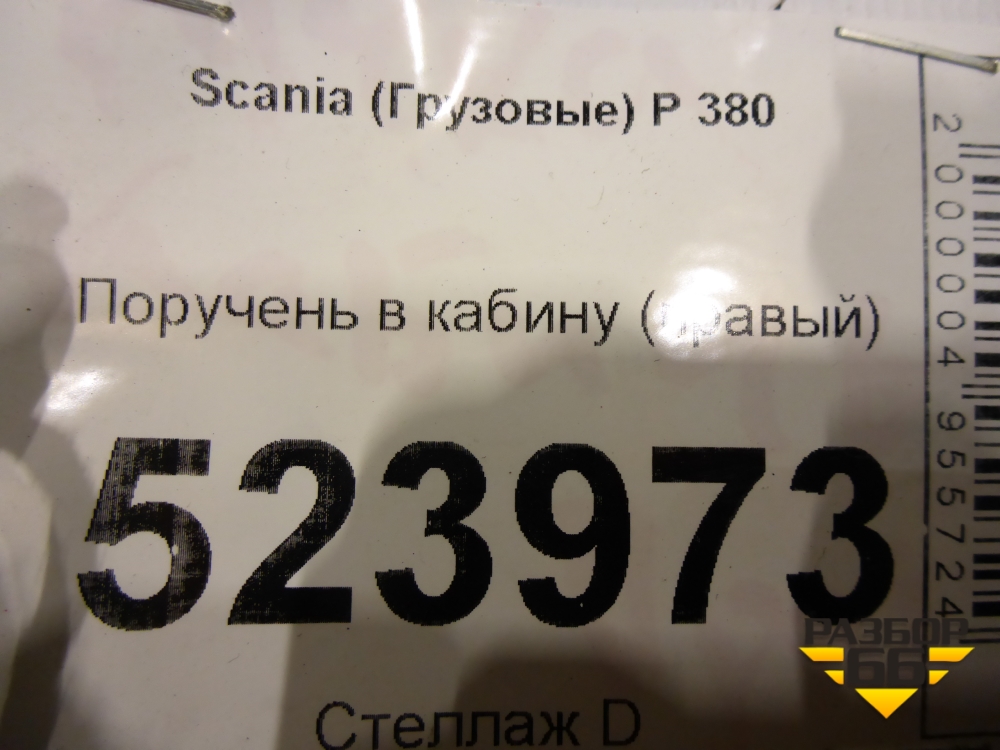 Scania (Грузовые) P 380
Поручень в кабину (правый)
523973
Стеллаж D
2000004955724
РАЗБОР
66